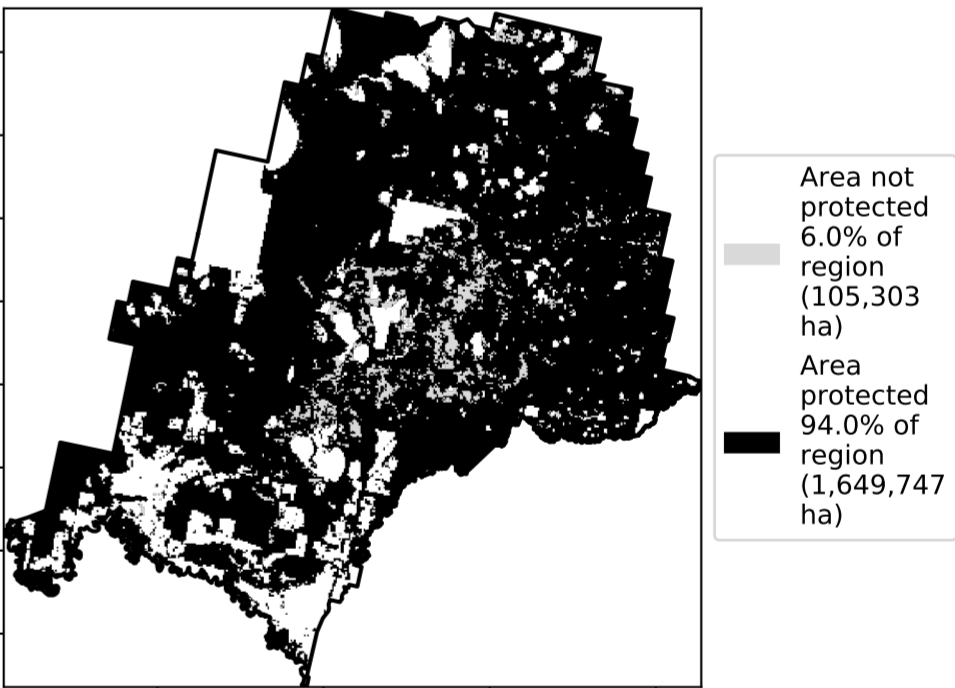 Area not
protected
6.0% of
region
(105,303
ha)
Area
protected
94.0% of
region
(1,649,747
ha)